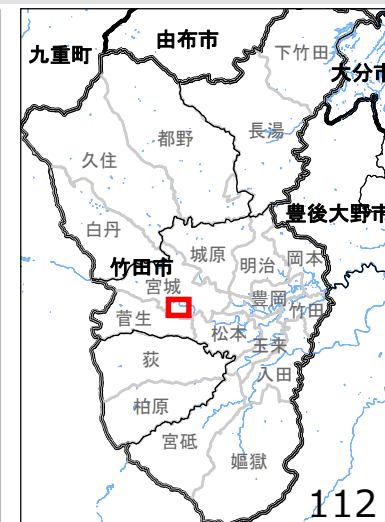 九重町
由布市
下竹田
大分市
都野
長湯
久住
豊後大野市
白丹
城原
明治
岡本
竹田市
宮城
豊岡
竹田
菅生
松本
玉来
荻
入田
柏原
宮砥
嫗獄
112